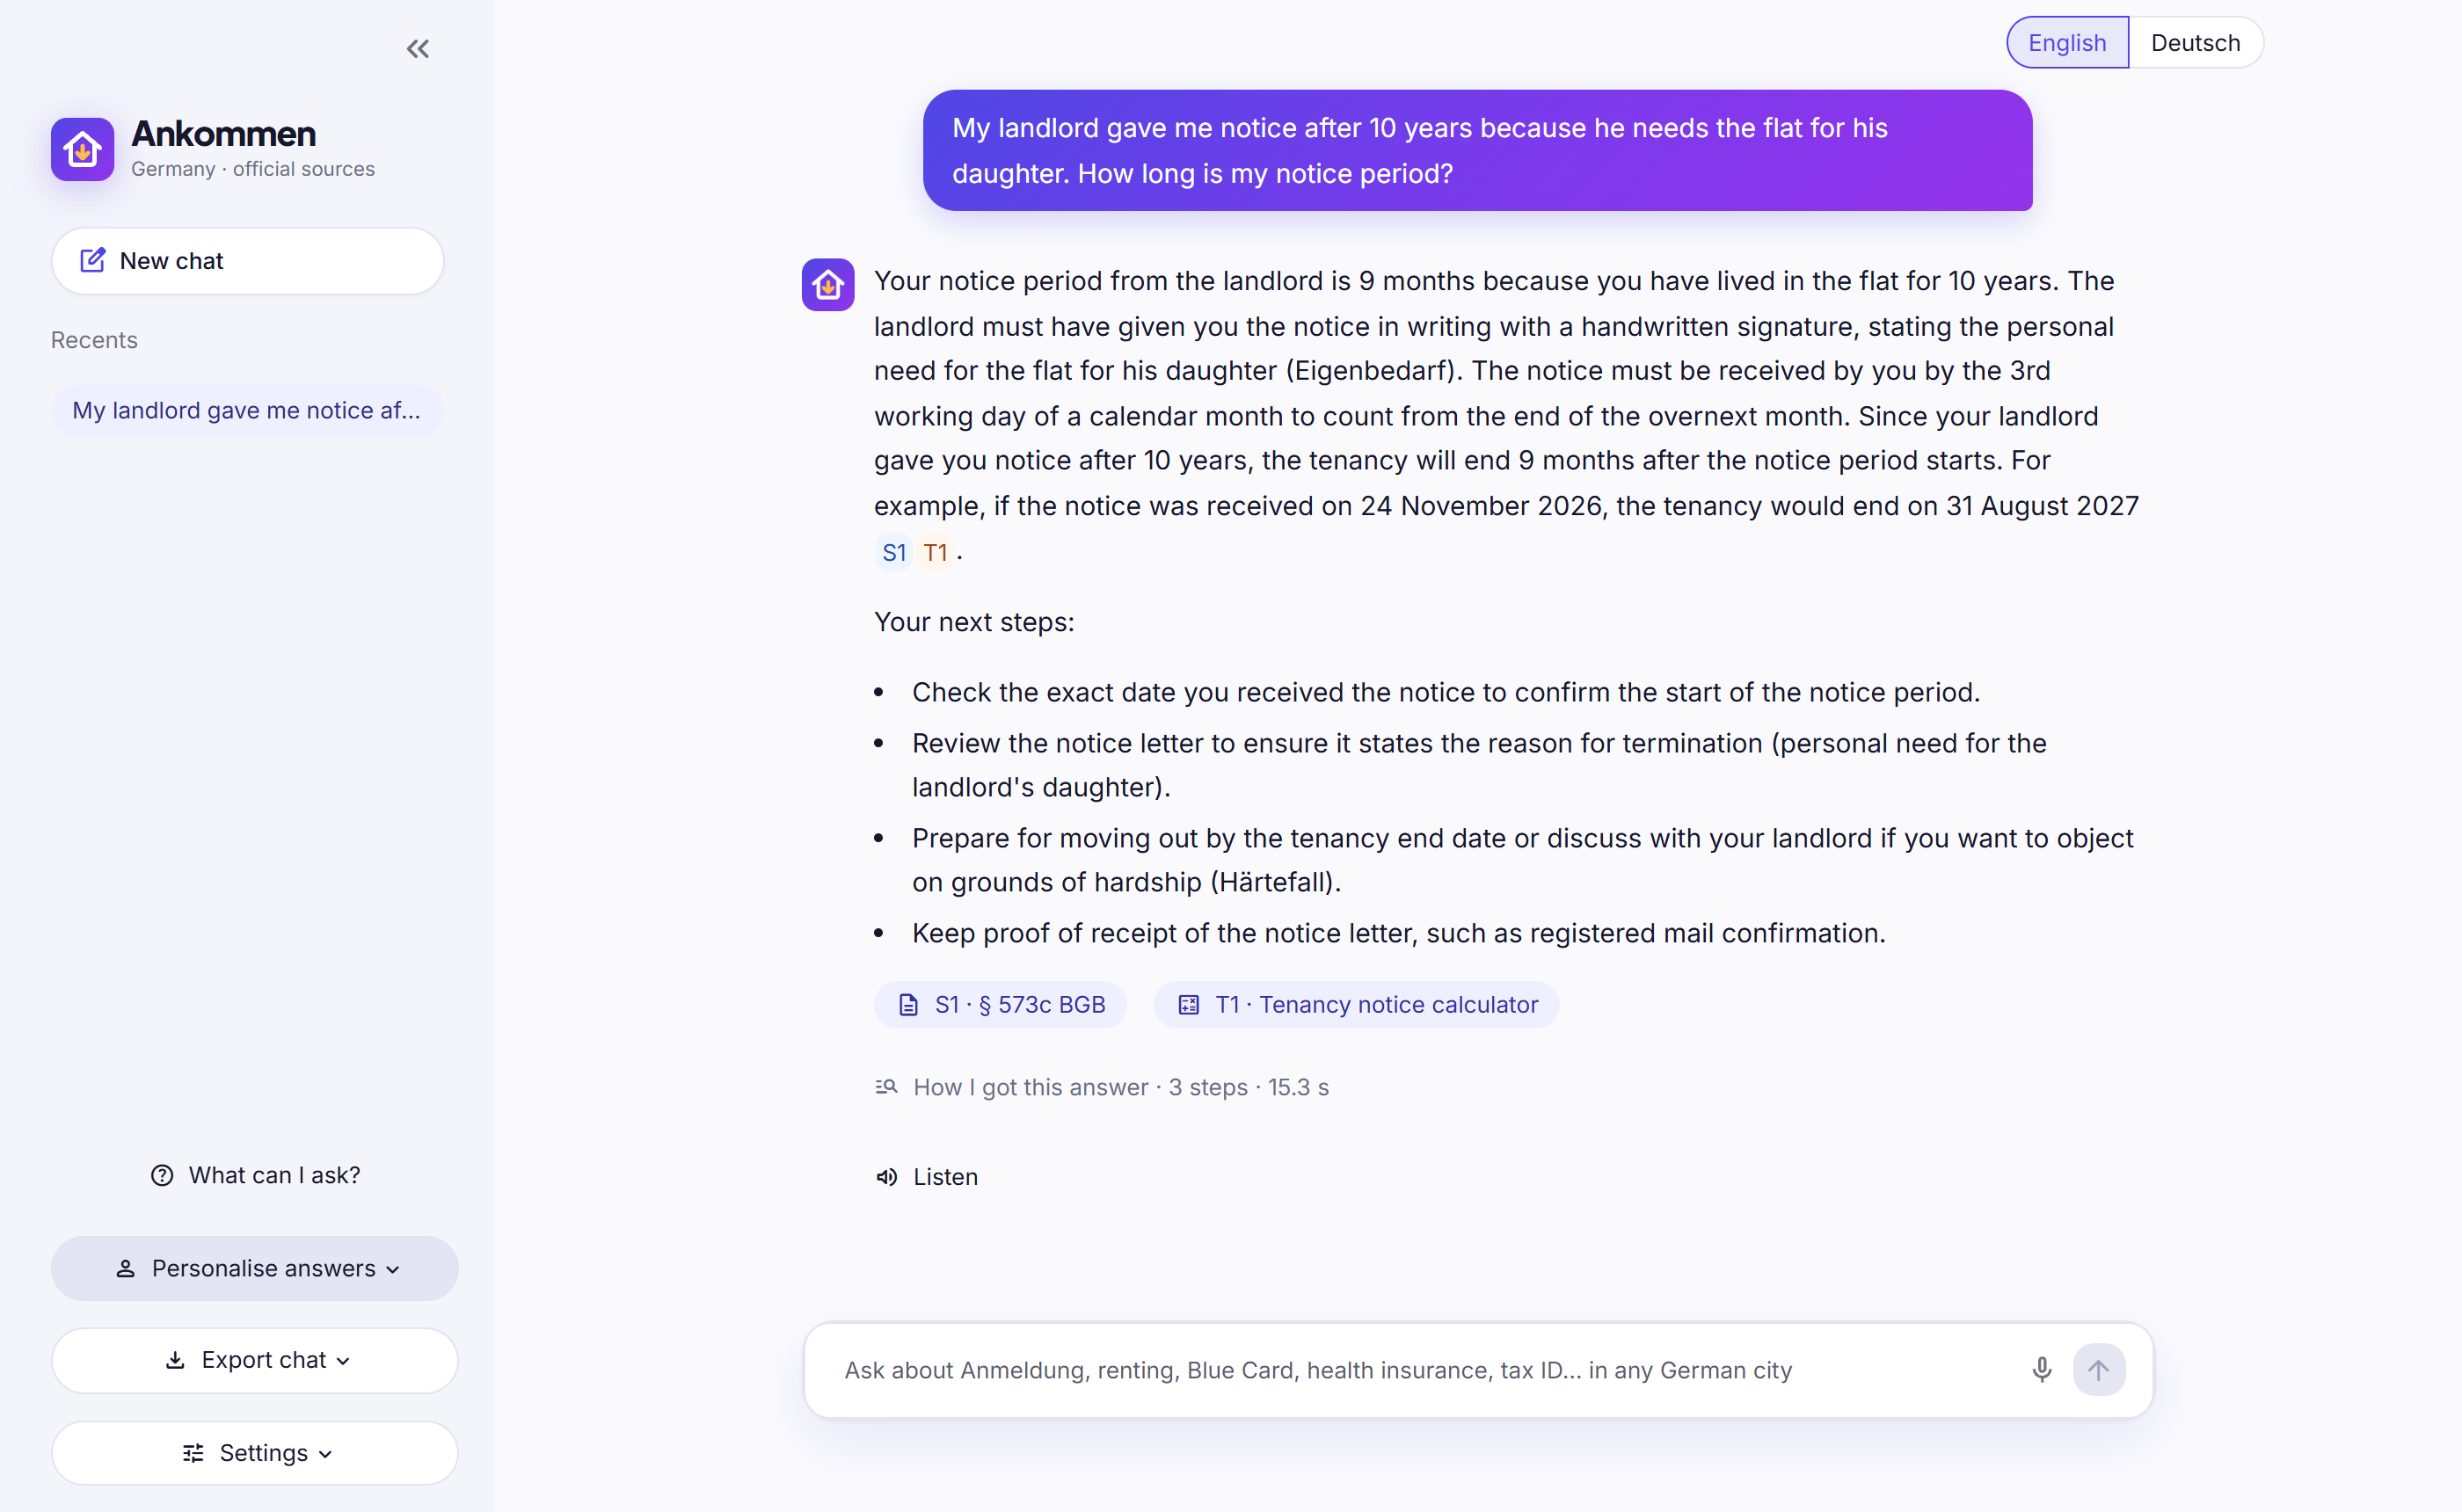 Ankommen
Germany · official sources
New chat
Recents
My landlord gave me notice af...
What can I ask?
Personalise answers
Export chat
Settings
English
Deutsch
My landlord gave me notice after 10 years because he needs the flat for his
daughter. How long is my notice period?
Your notice period from the landlord is 9 months because you have lived in the flat for 10 years. The
landlord must have given you the notice in writing with a handwritten signature, stating the personal
need for the flat for his daughter (Eigenbedarf). The notice must be received by you by the 3rd
working day of a calendar month to count from the end of the overnext month. Since your landlord
gave you notice after 10 years, the tenancy will end 9 months after the notice period starts. For
example, if the notice was received on 24 November 2026, the tenancy would end on 31 August 2027
S1 T1 .
Your next steps:
• Check the exact date you received the notice to confirm the start of the notice period.
• Review the notice letter to ensure it states the reason for termination (personal need for the
landlord's daughter).
• Prepare for moving out by the tenancy end date or discuss with your landlord if you want to object
on grounds of hardship (Härtefall).
• Keep proof of receipt of the notice letter, such as registered mail confirmation.
S1 · § 573c BGB
T1 · Tenancy notice calculator
How I got this answer · 3 steps · 15.3 s
Listen
Ask about Anmeldung, renting, Blue Card, health insurance, tax ID... in any German city